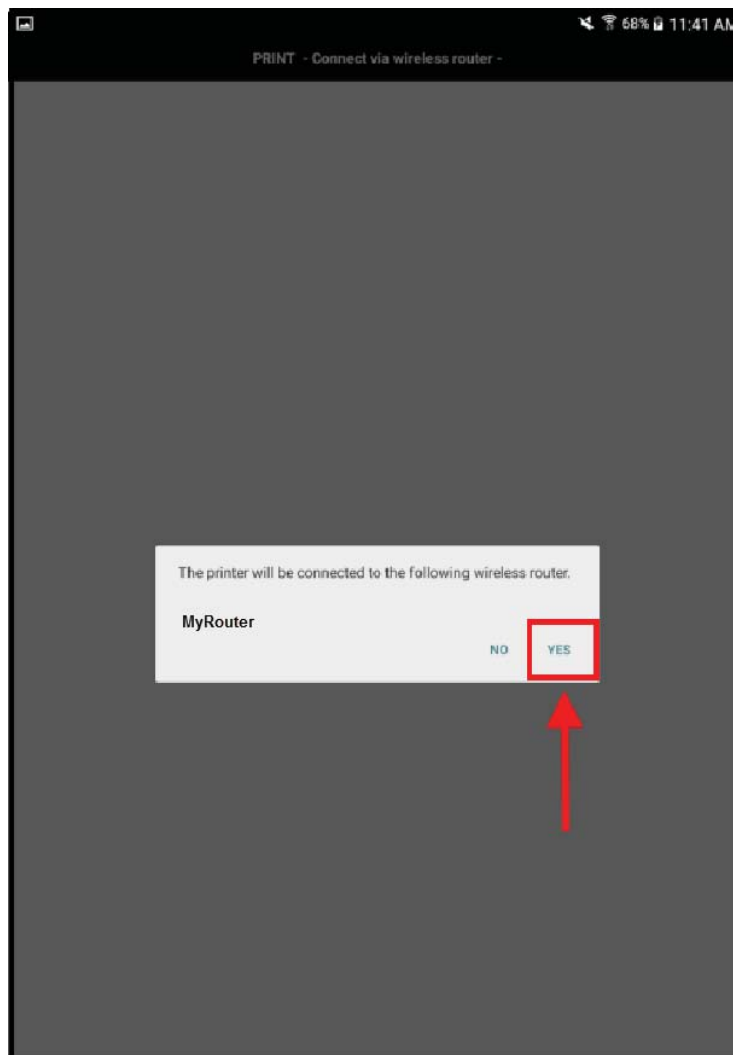 68% 11:41 AM
PRINT - Connect via wireless router -
The printer will be connected to the following wireless router.
MyRouter
NO YES